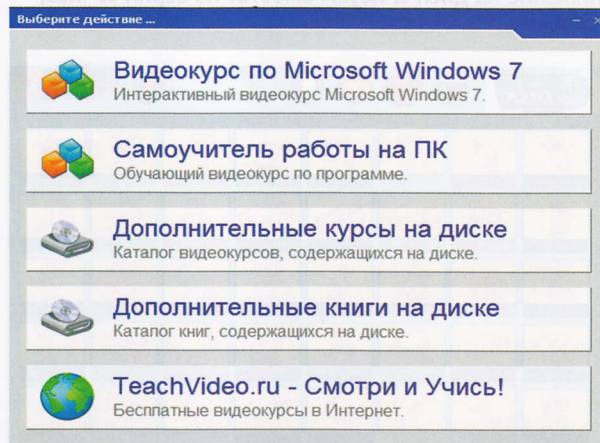 Выберите действие ...
Видеокурс по Microsoft Windows 7
Интерактивный видеокурс Microsoft Windows 7.
Самоучитель работы на ПК
Обучающий видеокурс по программе.
Дополнительные курсы на диске
Каталог видеокурсов, содержащихся на диске.
Дополнительные книги на диске
Каталог книг, содержащихся на диске.
TeachVideo.ru - Смотри и Учись!
Бесплатные видеокурсы в Интернет.